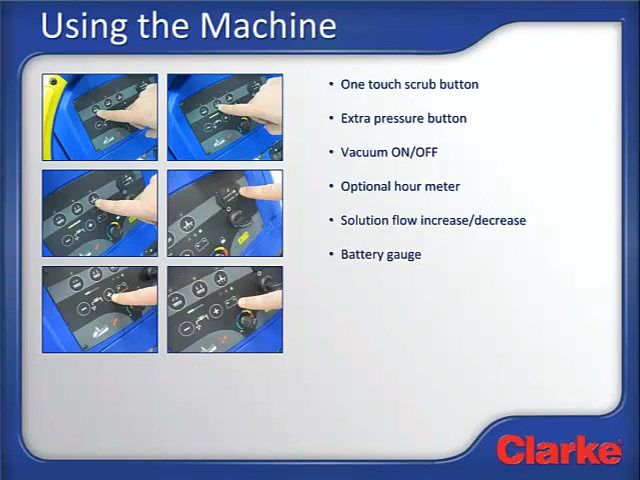 Using the Machine
• One touch scrub button
• Extra pressure button
• Vacuum ON/OFF
• Optional hour meter
• Solution flow increase/decrease
• Battery gauge
Clarke®